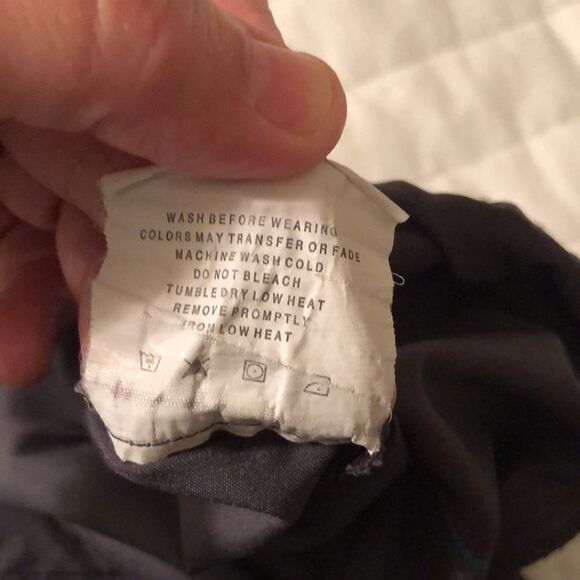 WASH BEFORE WEARING
COLORS MAY TRANSFER OR FADE
MACHINE WASH COLD
DO NOT BLEACH
TUMBLE DRY LOW HEAT
REMOVE PROMPTLY
IRON LOW HEAT